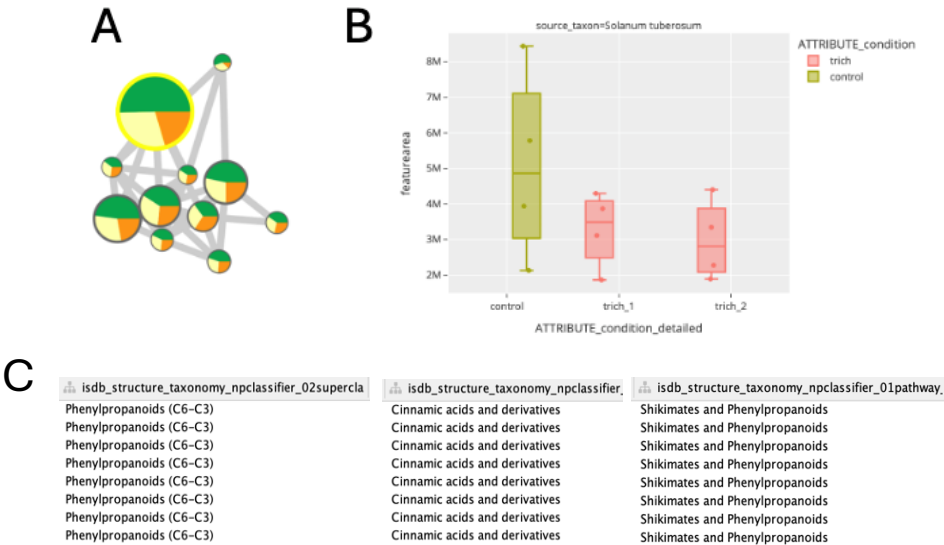 A
B
source_taxon=Solanum tuberosum
ATTRIBUTE_condition
trich
control
featurearea
8M
7M
6M
5M
4M
3M
2M
control
trich_1
trich_2
ATTRIBUTE_condition_detailed
C
isdb_structure_taxonomy_npclassifier_02supercla
isdb_structure_taxonomy_npclassifier_
isdb_structure_taxonomy_npclassifier_01pathway_
Phenylpropanoids (C6-C3)
Cinnamic acids and derivatives
Shikimates and Phenylpropanoids
Phenylpropanoids (C6-C3)
Cinnamic acids and derivatives
Shikimates and Phenylpropanoids
Phenylpropanoids (C6-C3)
Cinnamic acids and derivatives
Shikimates and Phenylpropanoids
Phenylpropanoids (C6-C3)
Cinnamic acids and derivatives
Shikimates and Phenylpropanoids
Phenylpropanoids (C6-C3)
Cinnamic acids and derivatives
Shikimates and Phenylpropanoids
Phenylpropanoids (C6-C3)
Cinnamic acids and derivatives
Shikimates and Phenylpropanoids
Phenylpropanoids (C6-C3)
Cinnamic acids and derivatives
Shikimates and Phenylpropanoids
Phenylpropanoids (C6-C3)
Cinnamic acids and derivatives
Shikimates and Phenylpropanoids